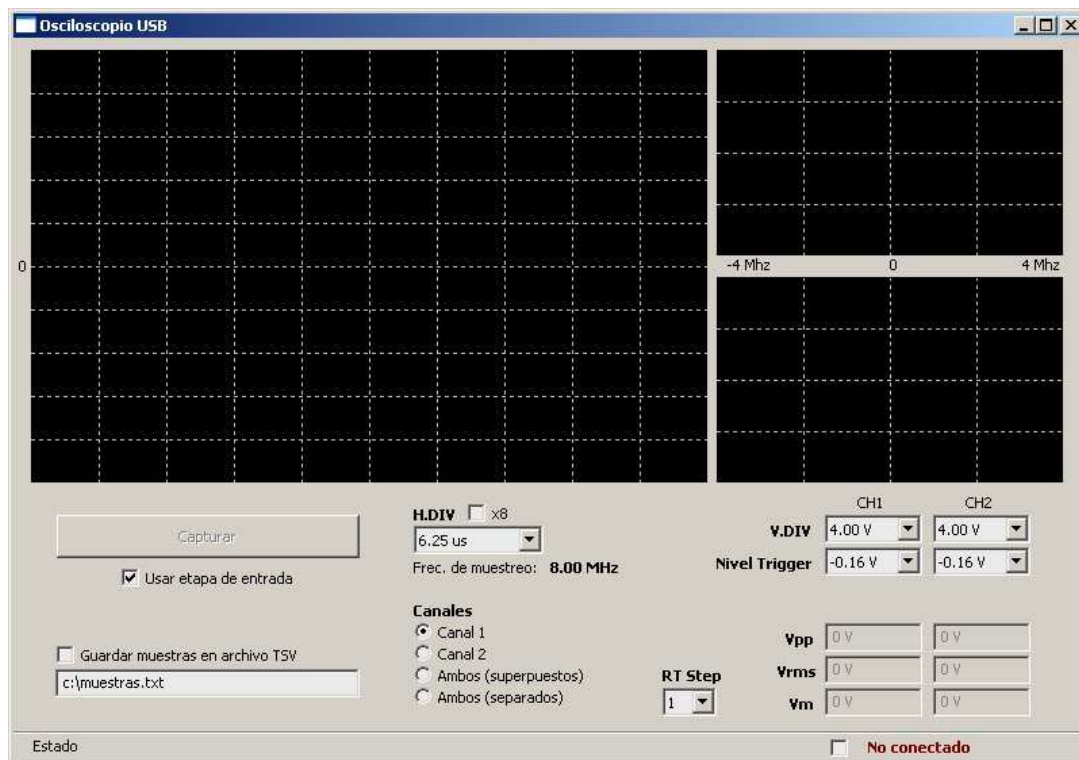 Osciloscopio USB
0
-4 Mhz 0 4 Mhz
CH1 CH2
Capturar
Usar etapa de entrada
H.DIV x8
6.25 us
Frec. de muestreo: 8.00 MHz
V.DIV 4.00 V 4.00 V
Nivel Trigger -0.16 V -0.16 V
Canales
Canal 1
Canal 2
Ambos (superpuestos)
Ambos (separados)
Guardar muestras en archivo TSV
c:\muestras.txt
RT Step
1
Vpp 0 V 0 V
Vrms 0 V 0 V
Vm 0 V 0 V
Estado No conectado